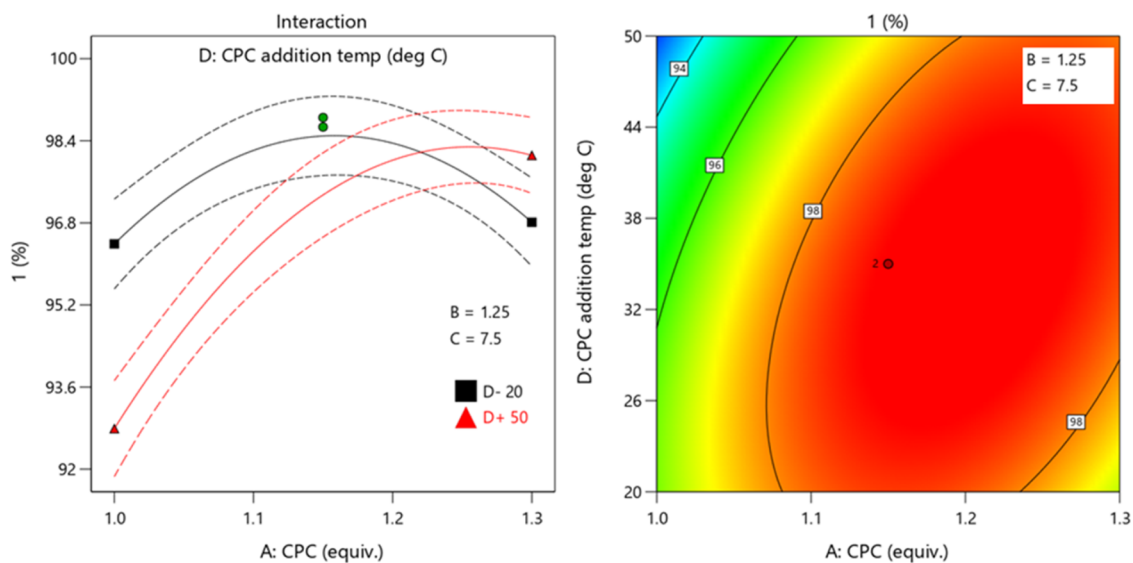 Interaction
D: CPC addition temp (deg C)
100
98.4
96.8
95.2
93.6
92
1 (%)
B = 1.25
C = 7.5
D- 20
D+ 50
1.0
1.1
1.2
1.3
A: CPC (equiv.)
1 (%)
B = 1.25
C = 7.5
50
44
38
32
26
20
D: CPC addition temp (deg C)
94
96
98
2
98
1.0
1.1
1.2
1.3
A: CPC (equiv.)